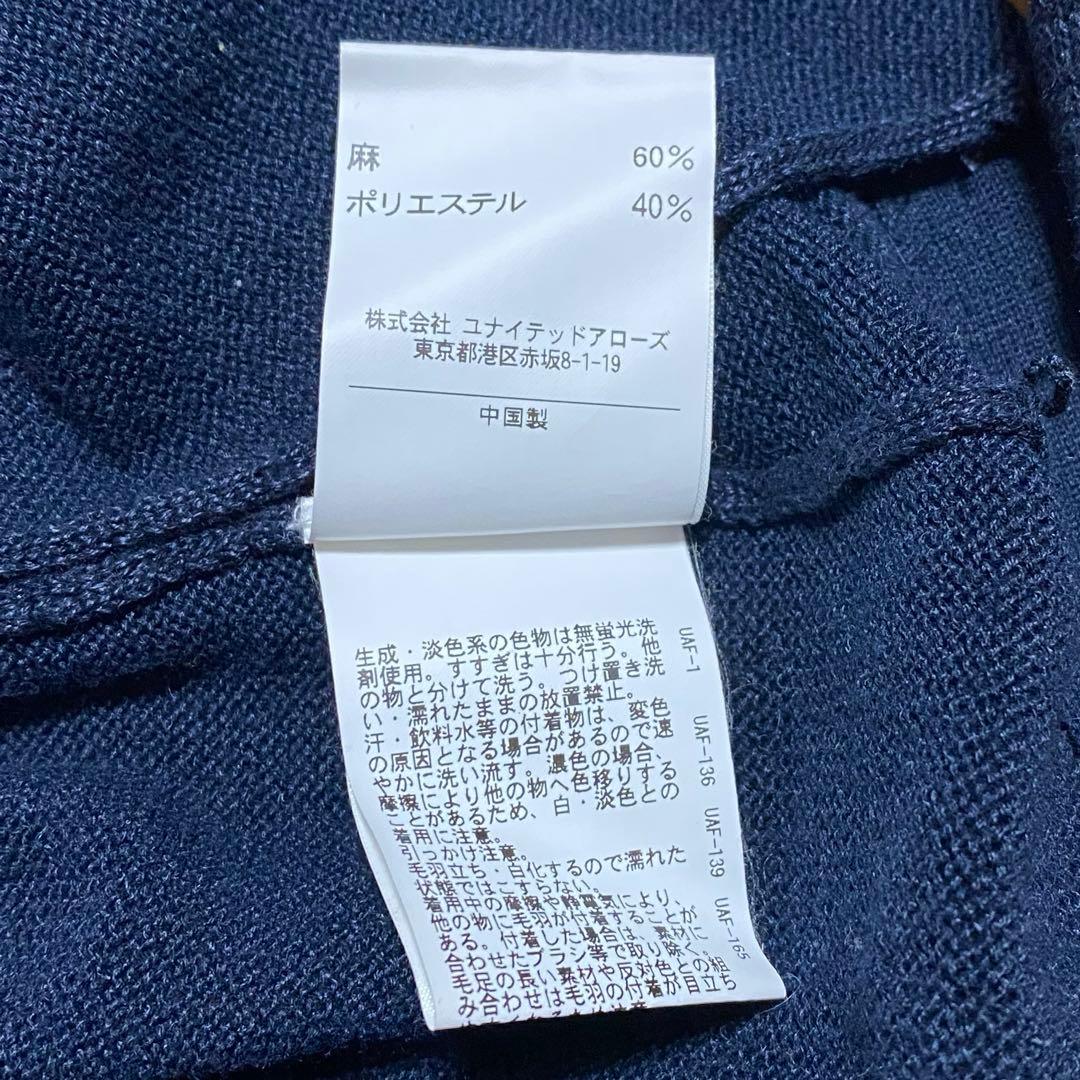 麻 60%
ポリエステル 40%
株式会社 ユナイテッドアローズ
東京都港区赤坂8-1-19
中国製
生成・淡色系の色物は無蛍光洗
剤使用。すすぎは十分行う。他
の物と分けて洗う。つけ置き洗
い・濡れたままの放置禁止。
汗・飲料水等の付着物は、変色
の原因となる場合があるので速
やかに洗い流す。濃色の場合、
摩擦により他の物へ色移りする
ことがあるため、白・淡色との
着用に注意。
引っかけ注意。
毛羽立ち・白化するので濡れた
状態ではこすらない。
着用中の摩擦や静電気により、
他の物に毛羽が付着することが
ある。付着した場合は、素材に
合わせたブラシ等で取り除く。
毛足の長い素材や反対色との組
み合わせは毛羽の付着が目立ち
UAF-1 UAF-136 UAF-139 UAF-165